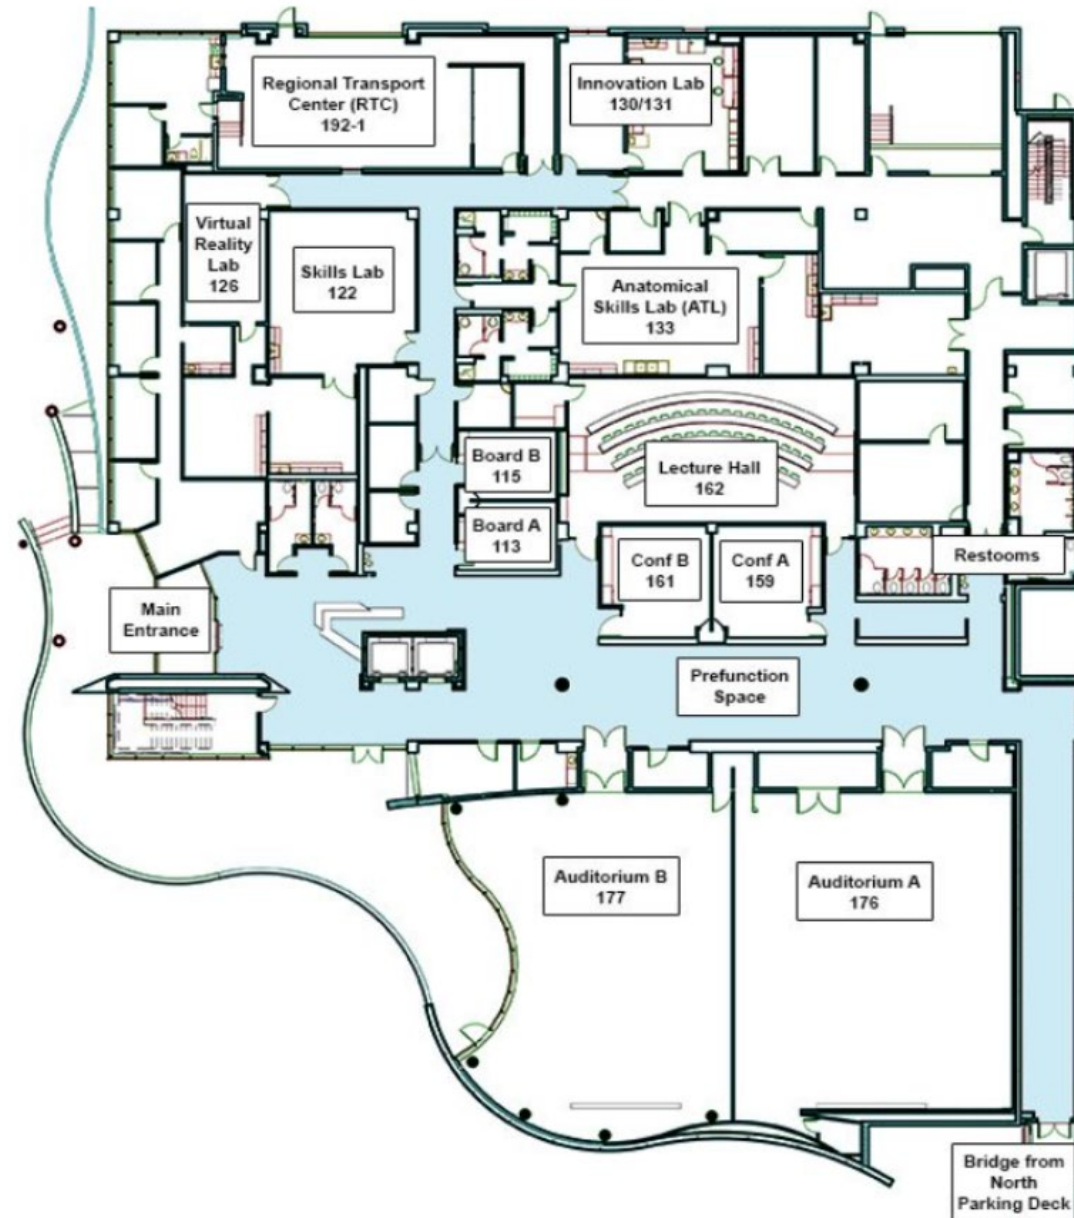 Regional Transport
Center (RTC)
192-1
Innovation Lab
130/131
Virtual
Reality
Lab
126
Skills Lab
122
Anatomical
Skills Lab (ATL)
133
Board B
115
Lecture Hall
162
Board A
113
Conf B
161
Conf A
159
Restooms
Main
Entrance
Prefunction
Space
Auditorium B
177
Auditorium A
176
Bridge from
North
Parking Deck